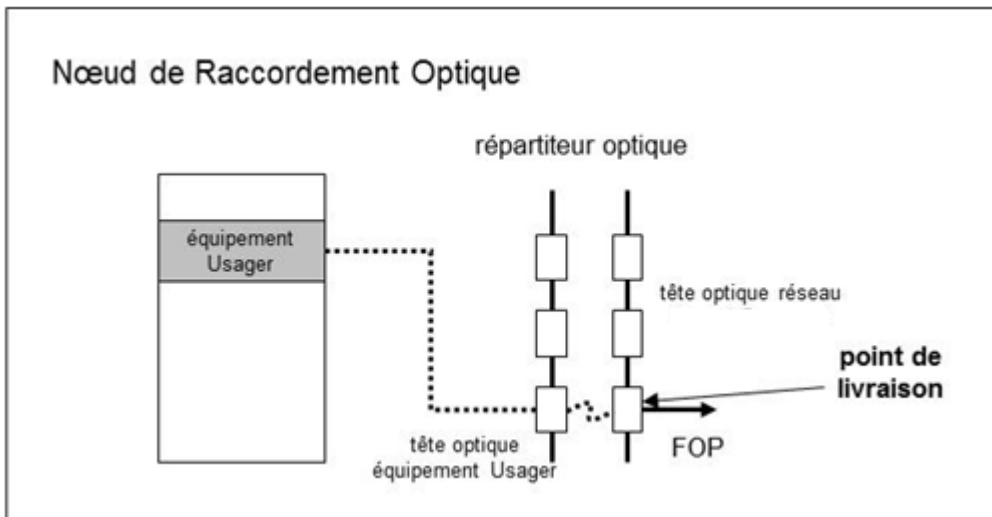 Nœud de Raccordement Optique
répartiteur optique
équipement
Usager
tête optique réseau
point de
livraison
tête optique
équipement Usager
FOP